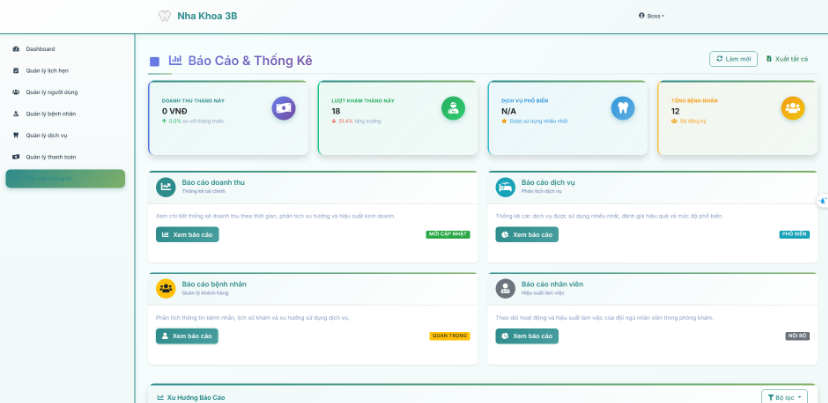 Nha Khoa 3B
Boss
Dashboard
Quản lý lịch hẹn
Quản lý người dùng
Quản lý bệnh nhân
Quản lý dịch vụ
Quản lý thanh toán
Báo Cáo & Thống Kê
Làm mới
Xuất tất cả
DOANH THU THÁNG NÀY
0 VNĐ
0.0% so với tháng trước
LƯỢT KHÁM THÁNG NÀY
18
51.4% tăng trưởng
DỊCH VỤ PHỔ BIẾN
N/A
Được sử dụng nhiều nhất
TỔNG BỆNH NHÂN
12
Đã đăng ký
Báo cáo doanh thu
Thống kê tài chính
Xem chi tiết thống kê doanh thu theo thời gian, phân tích xu hướng và hiệu suất kinh doanh.
Xem báo cáo
MỚI CẬP NHẬT
Báo cáo dịch vụ
Phân tích dịch vụ
Thống kê các dịch vụ được sử dụng nhiều nhất, đánh giá hiệu quả và mức độ phổ biến.
Xem báo cáo
PHỔ BIẾN
Báo cáo bệnh nhân
Quản lý khách hàng
Phân tích thông tin bệnh nhân, lịch sử khám và xu hướng sử dụng dịch vụ.
Xem báo cáo
QUAN TRỌNG
Báo cáo nhân viên
Hiệu suất làm việc
Theo dõi hoạt động và hiệu suất làm việc của đội ngũ nhân viên trong phòng khám.
Xem báo cáo
NỘI BỘ
Xu Hướng Báo Cáo
Bộ lọc